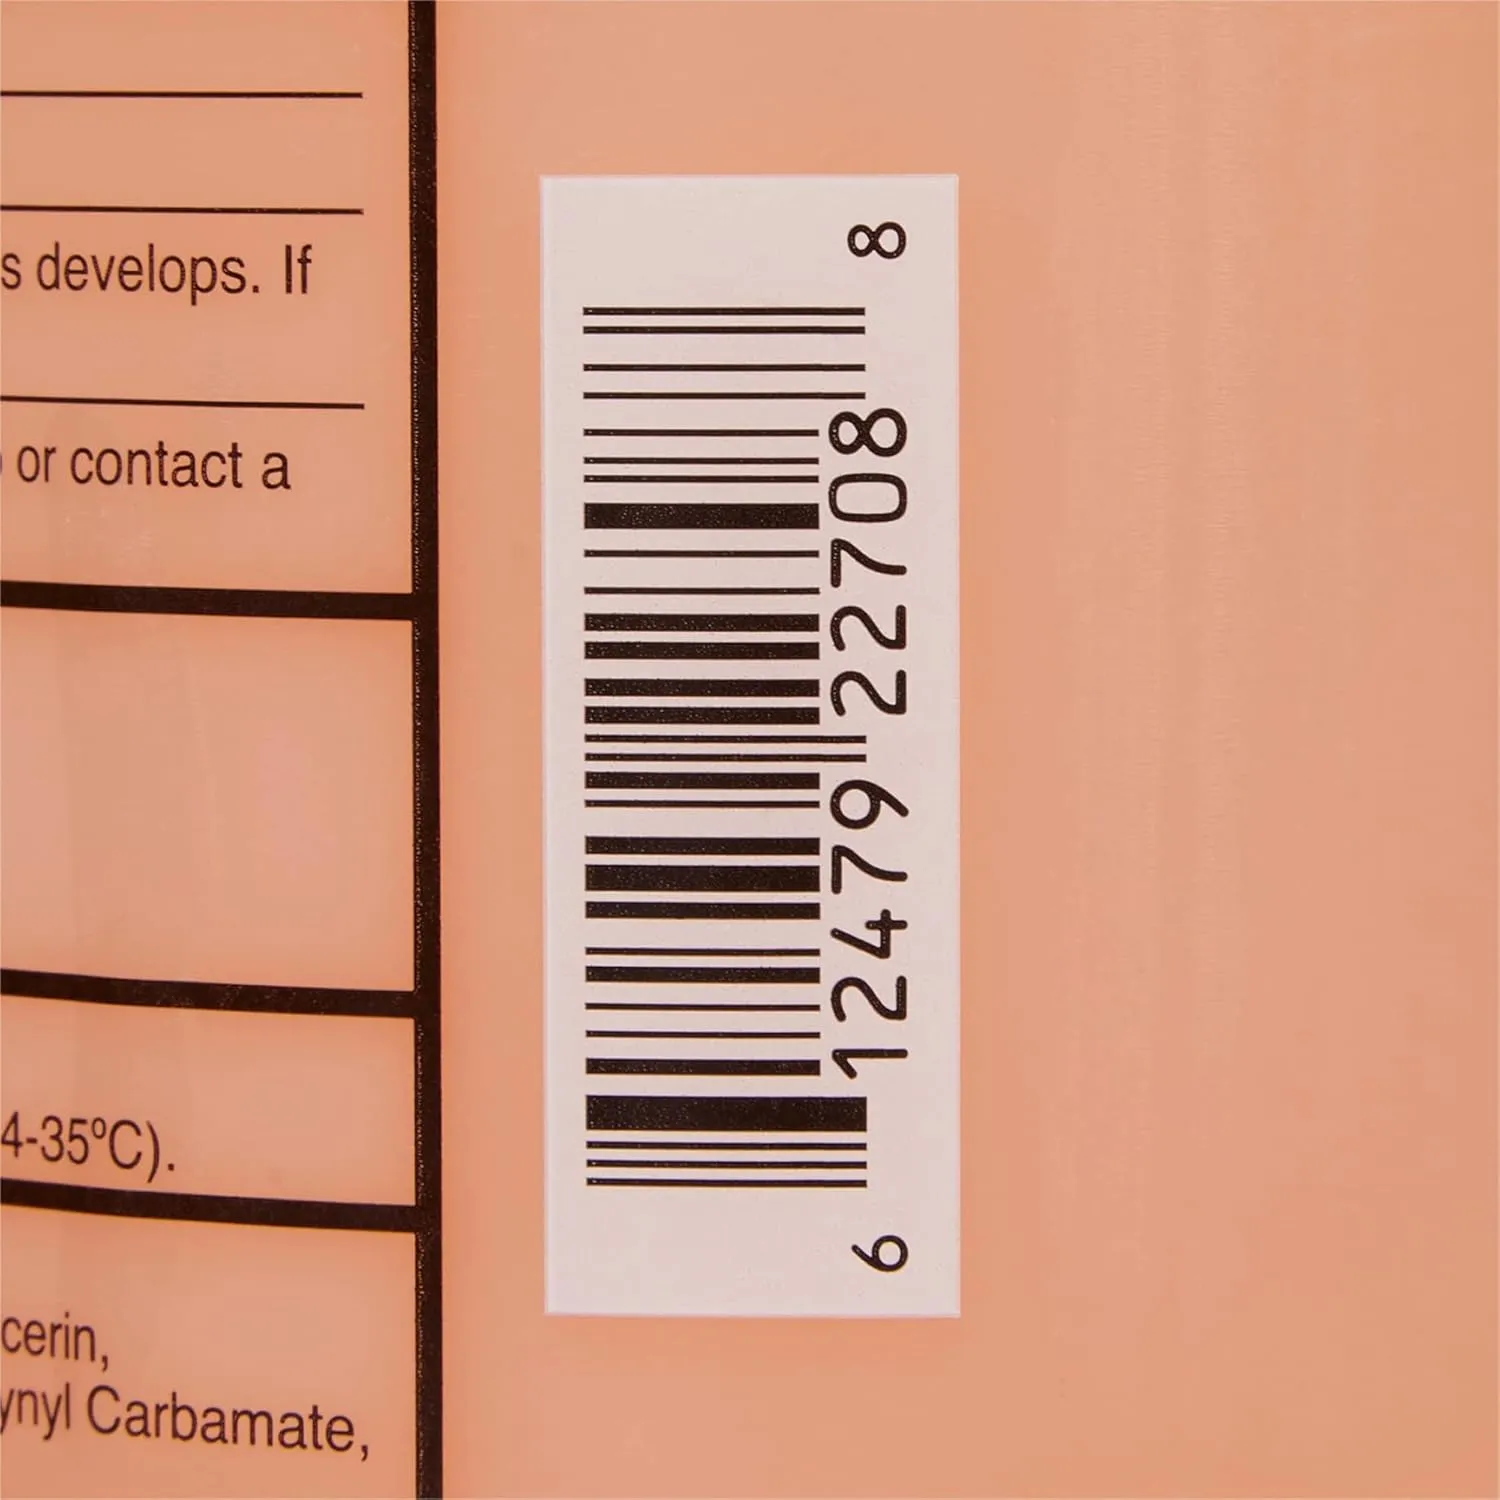 s develops. If
or contact a
4-35ºC).
cerin,
ynyl Carbamate,
6 12479 22708 8